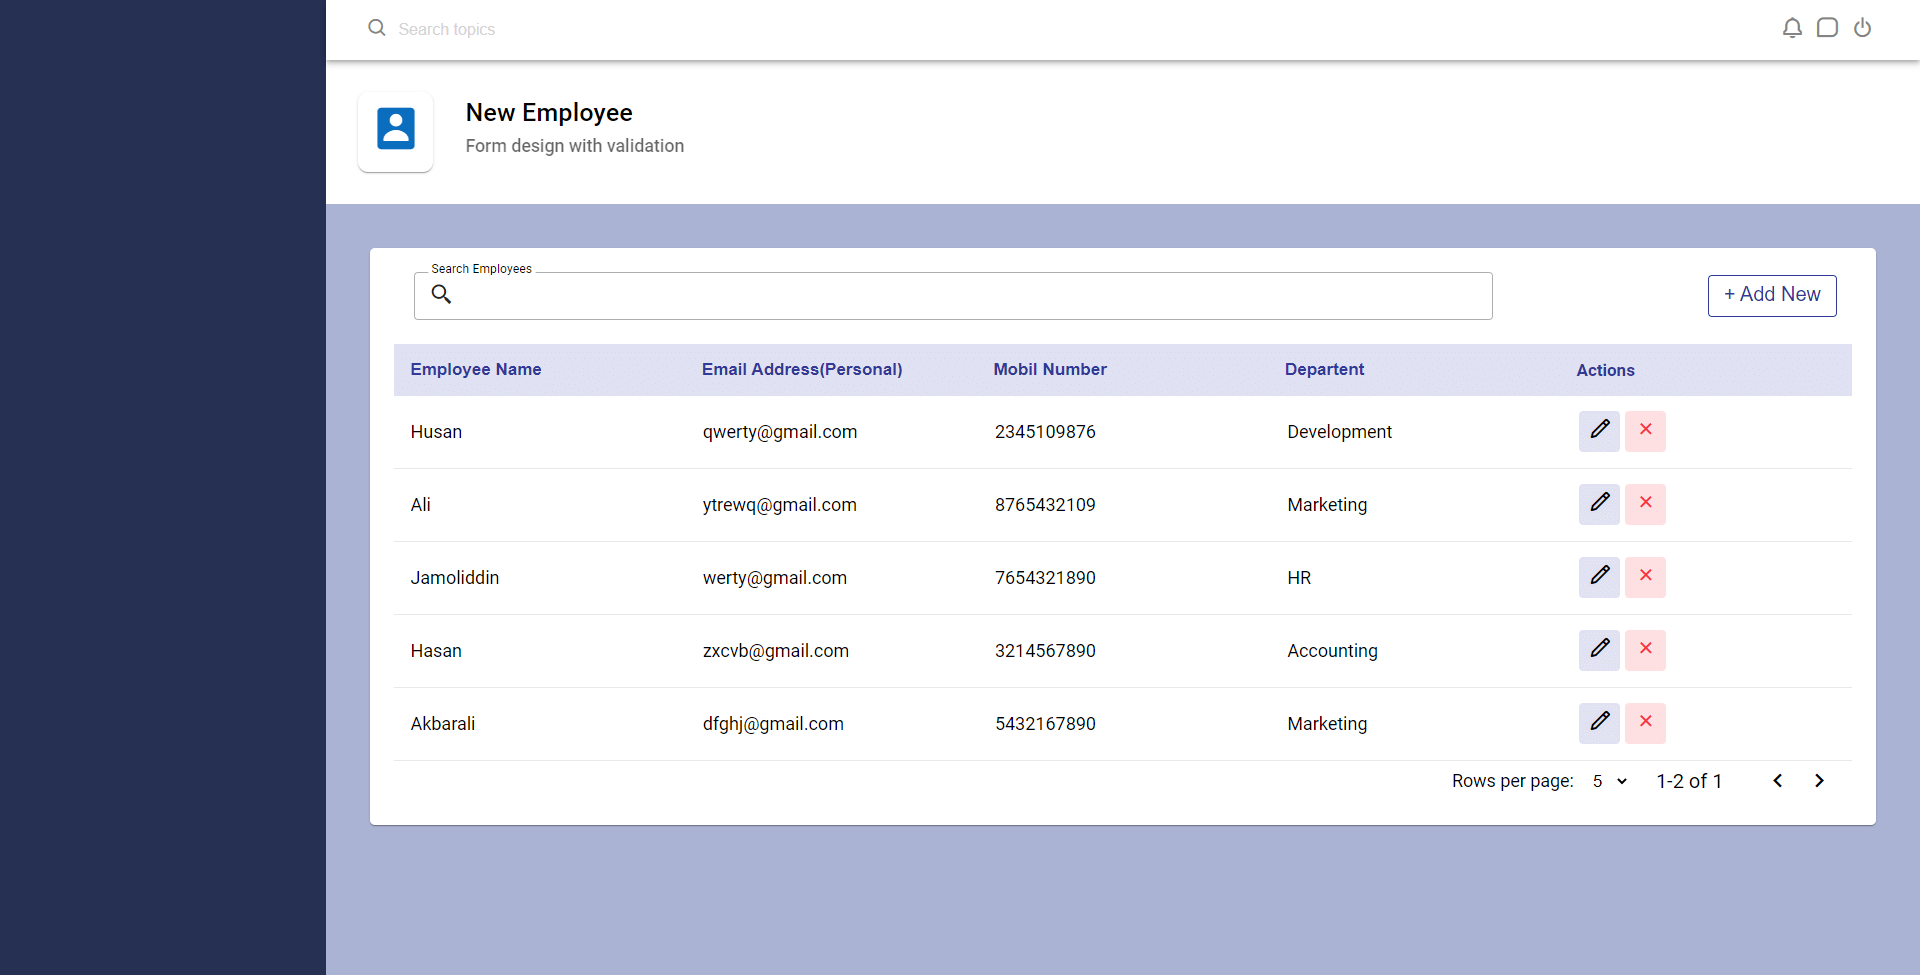 Search topics
New Employee
Form design with validation
Search Employees
+ Add New
Employee Name Email Address(Personal) Mobil Number Departent Actions
Husan qwerty@gmail.com 2345109876 Development
Ali ytrewq@gmail.com 8765432109 Marketing
Jamoliddin werty@gmail.com 7654321890 HR
Hasan zxcvb@gmail.com 3214567890 Accounting
Akbarali dfghj@gmail.com 5432167890 Marketing
Rows per page: 5 1-2 of 1